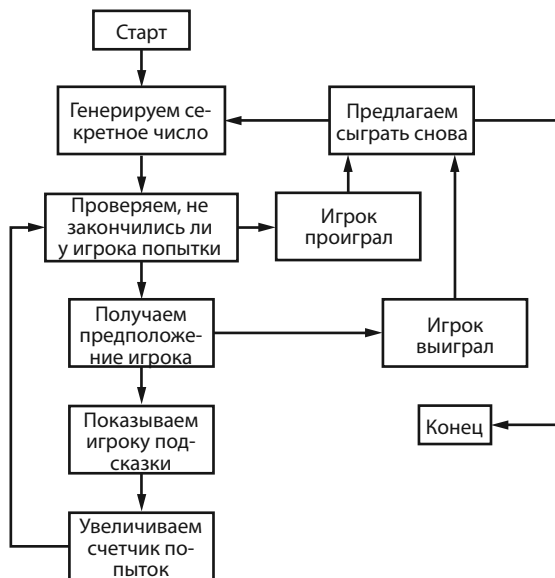 Старт
Генерируем се-
кретное число
Предлагаем
сыграть снова
Проверяем, не
закончились ли
у игрока попытки
Игрок
проиграл
Получаем
предположе-
ние игрока
Игрок
выиграл
Показываем
игроку под-
сказки
Конец
Увеличиваем
счетчик по-
пыток